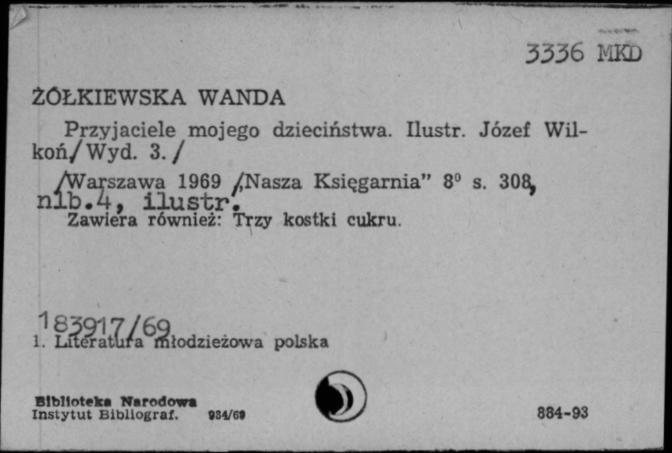 3336 MKD
ŻÓŁKIEWSKA WANDA
Przyjaciele mojego dzieciństwa. Ilustr. Józef Wil-
koń/Wyd. 3./
/Warszawa 1969 /„Nasza Księgarnia” 8⁰ s. 308,
nlb.4, ilustr.
Zawiera również: Trzy kostki cukru.
183917/69
1. Literatura młodzieżowa polska
Biblioteka Narodowa
Instytut Bibliograf. 934/69
884-93